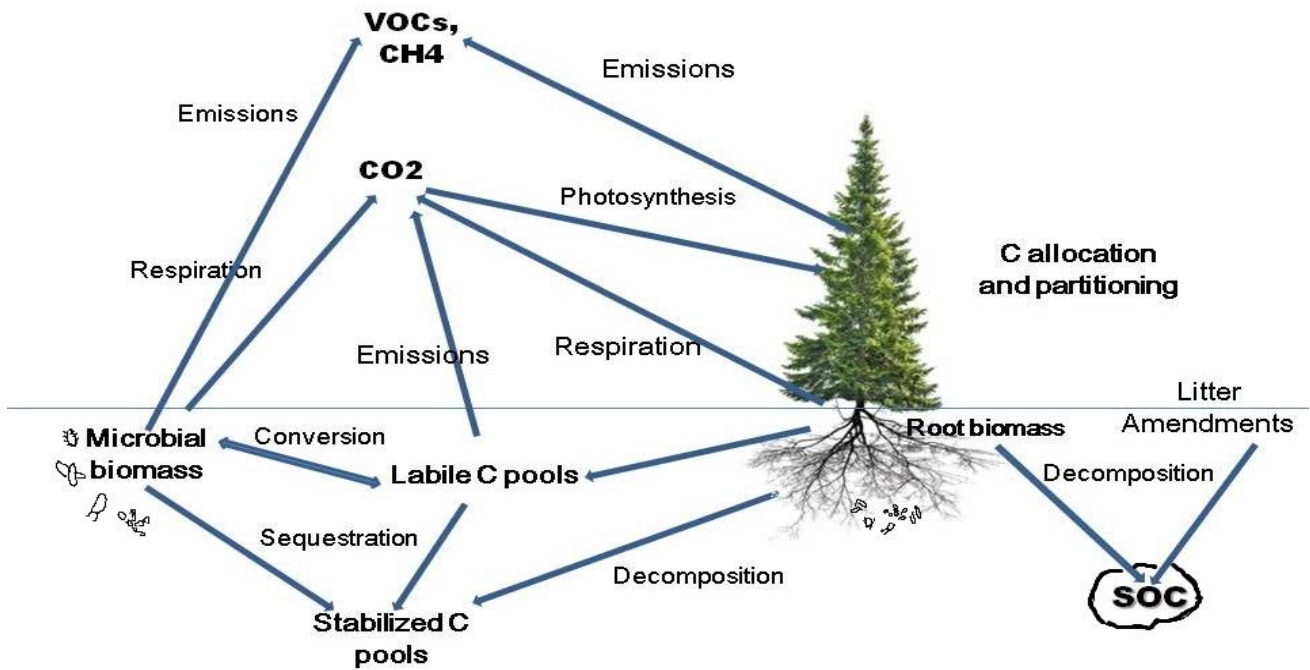 VOCs,
CH4
Emissions
Emissions
CO2
Photosynthesis
C allocation
and partitioning
Respiration
Emissions
Respiration
Litter
Amendments
Microbial
biomass
Conversion
Labile C pools
Root biomass
Decomposition
Sequestration
Decomposition
SOC
Stabilized C
pools